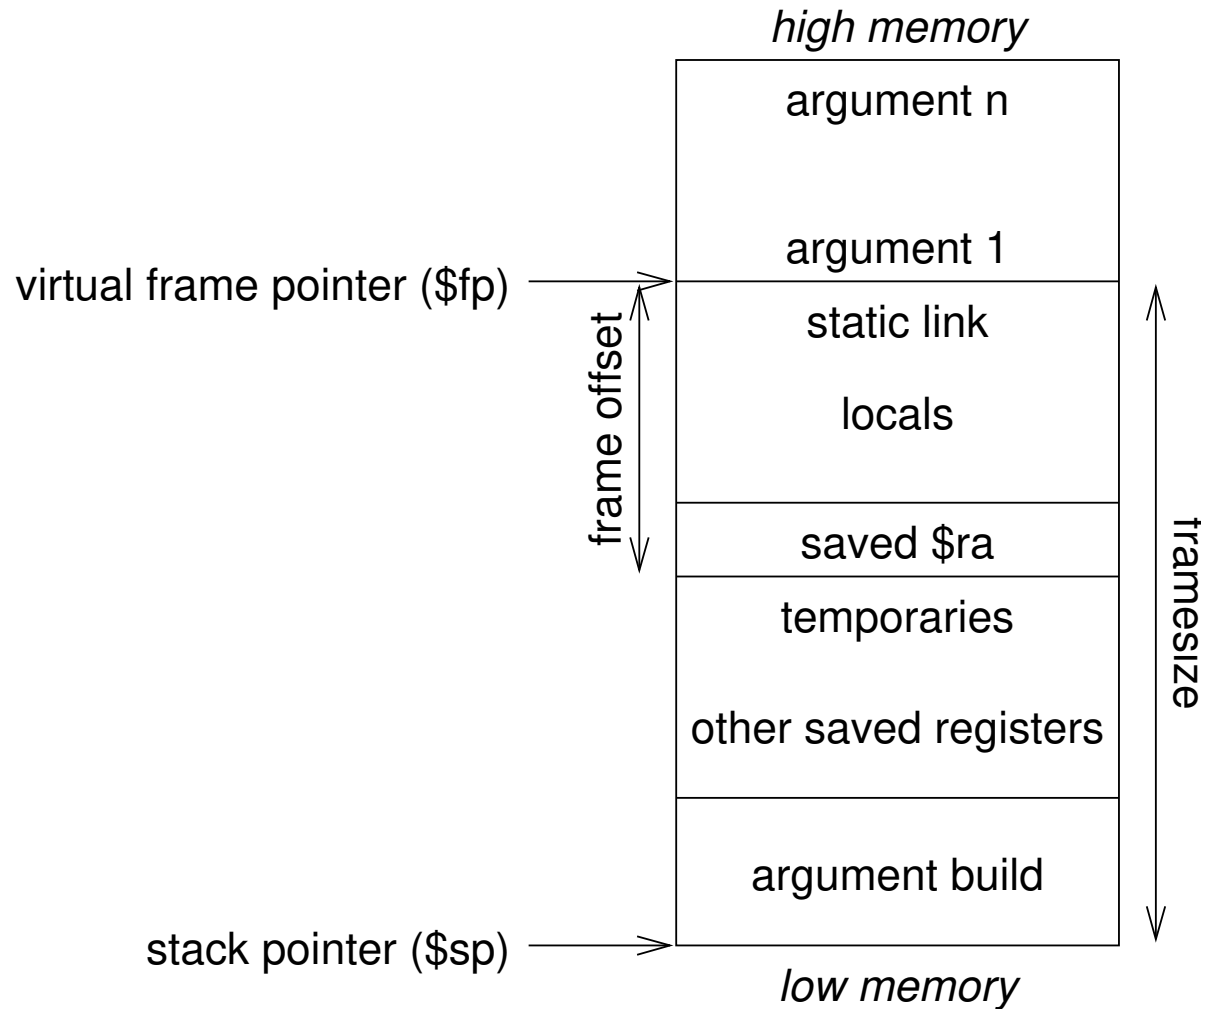 high memory
argument n
argument 1
virtual frame pointer ($fp)
static link
frame offset
locals
saved $ra
framesize
temporaries
other saved registers
argument build
stack pointer ($sp)
low memory